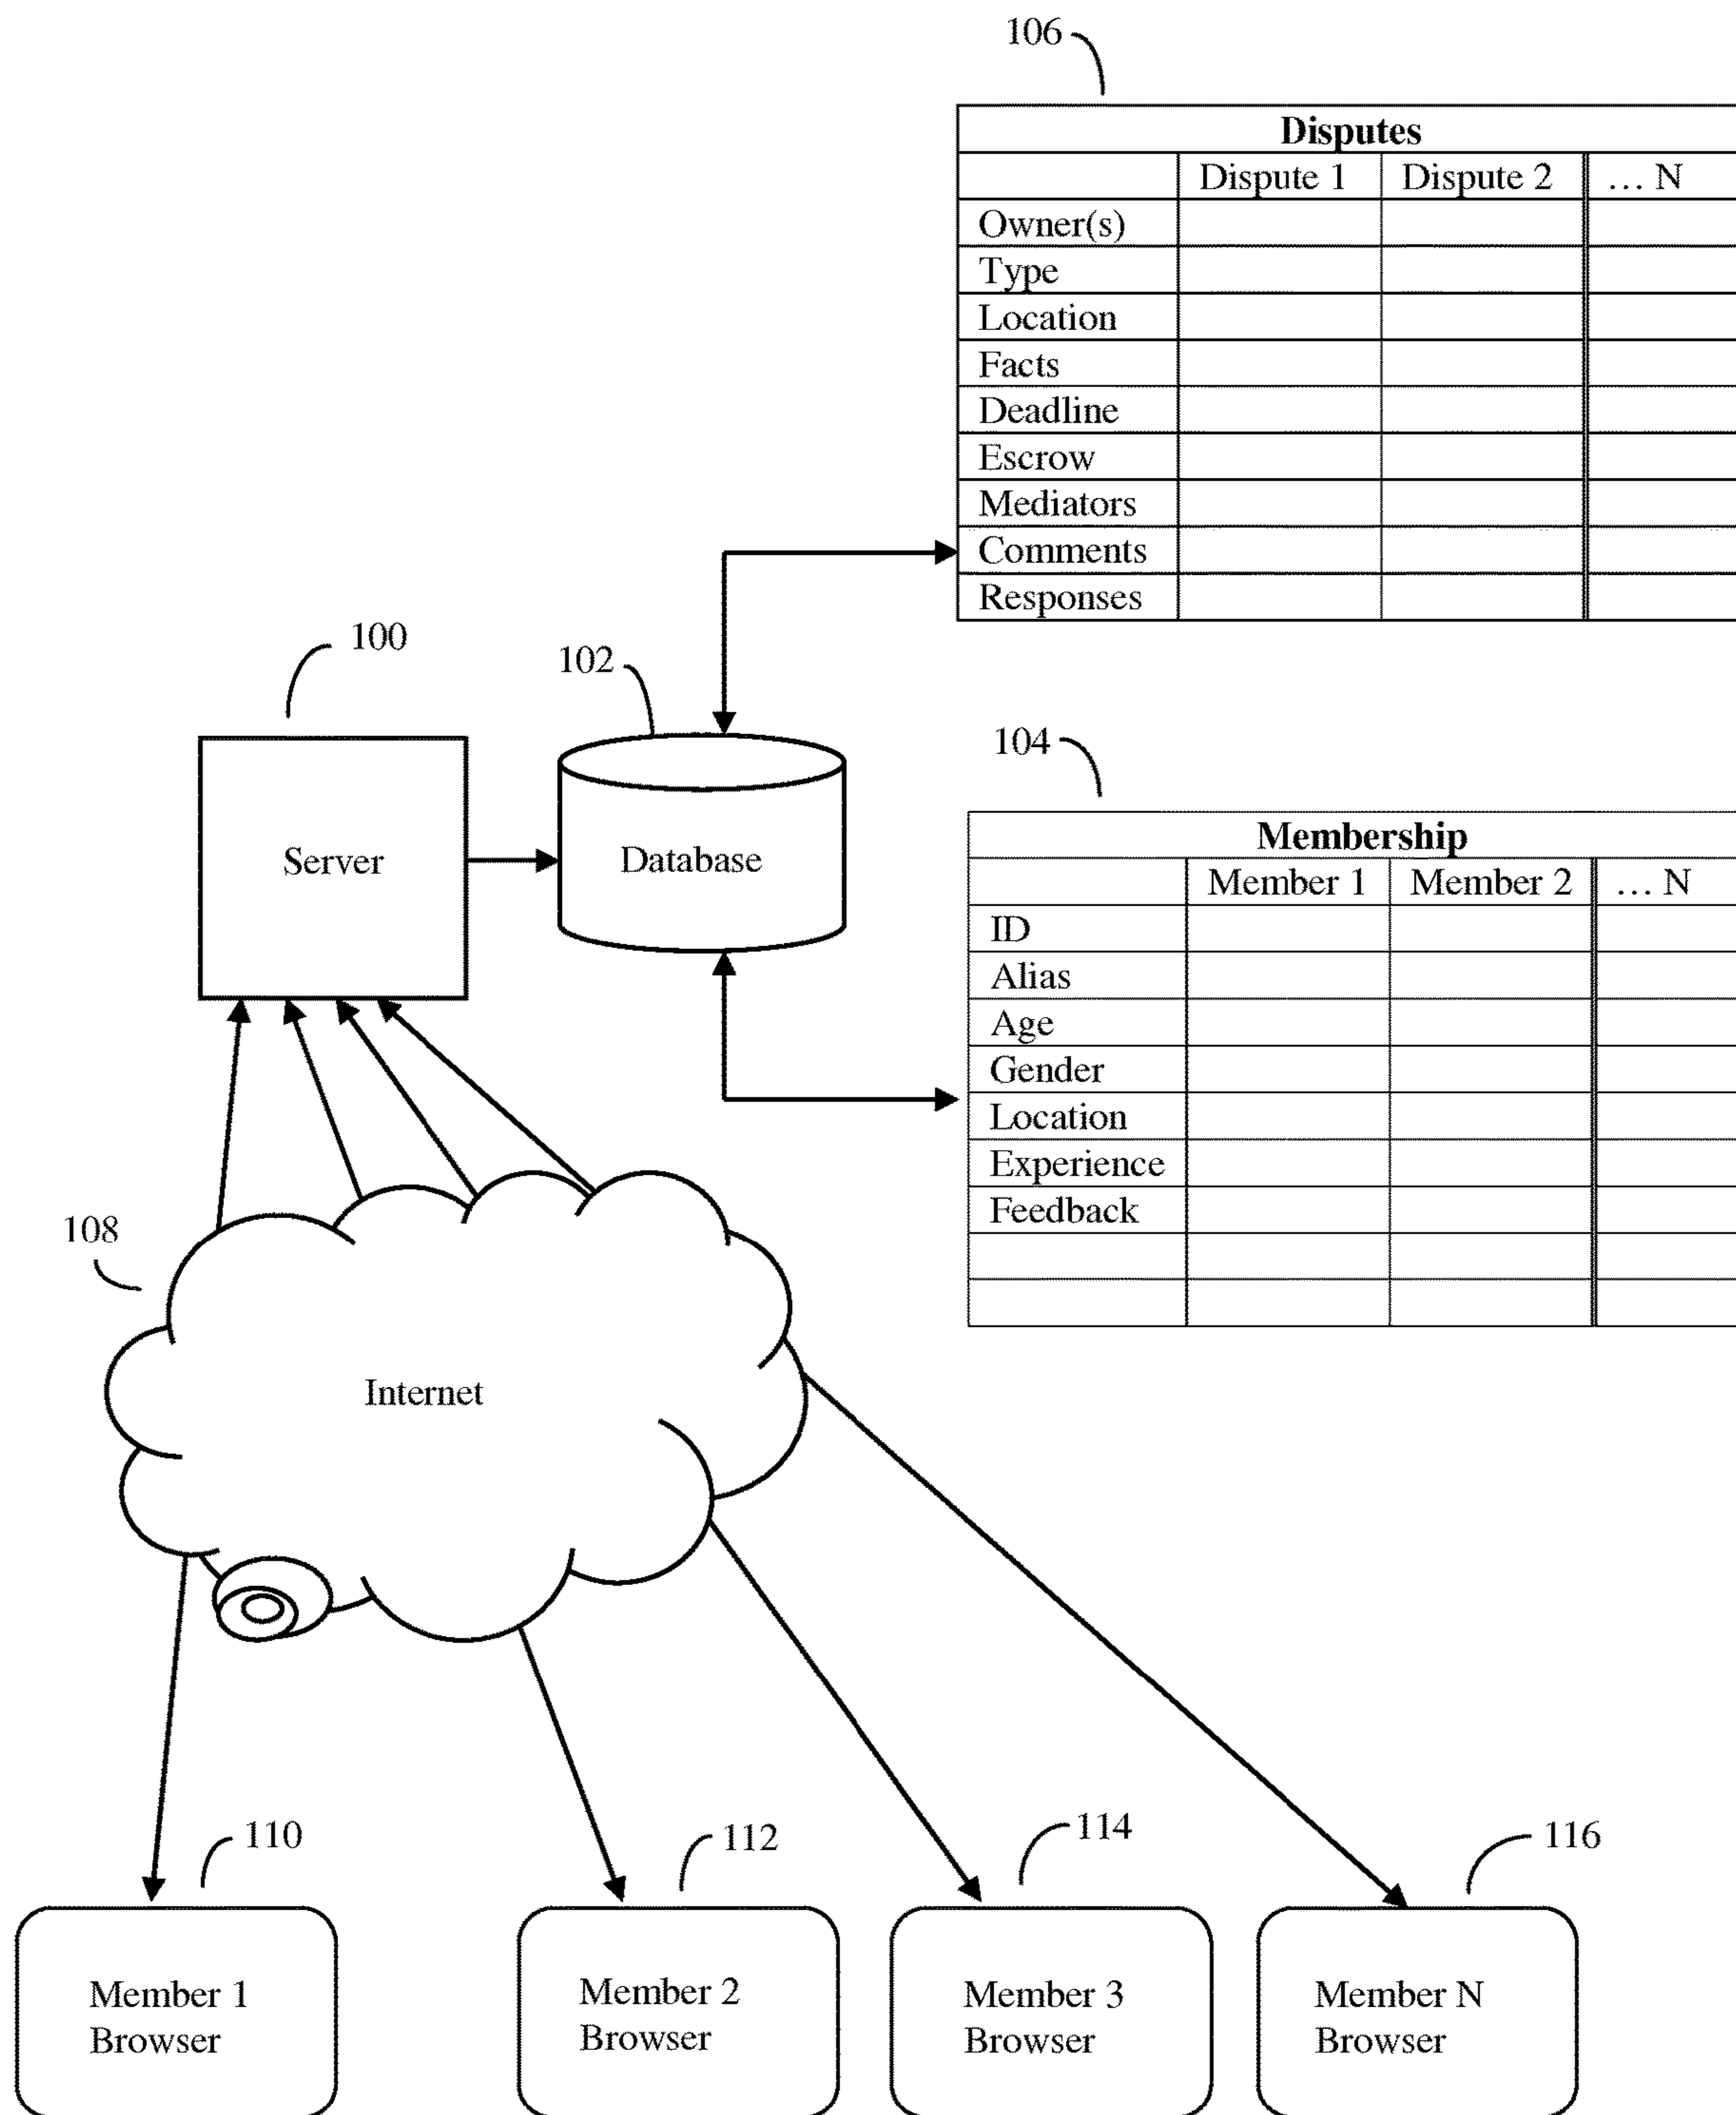 106
Disputes
Dispute 1 Dispute 2 ... N
Owner(s)
Type
Location
Facts
Deadline
Escrow
Mediators
Comments
Responses
100
102
Server
Database
104
Membership
Member 1 Member 2 ... N
ID
Alias
Age
Gender
Location
Experience
Feedback
108
Internet
110
112
114
116
Member 1
Browser
Member 2
Browser
Member 3
Browser
Member N
Browser